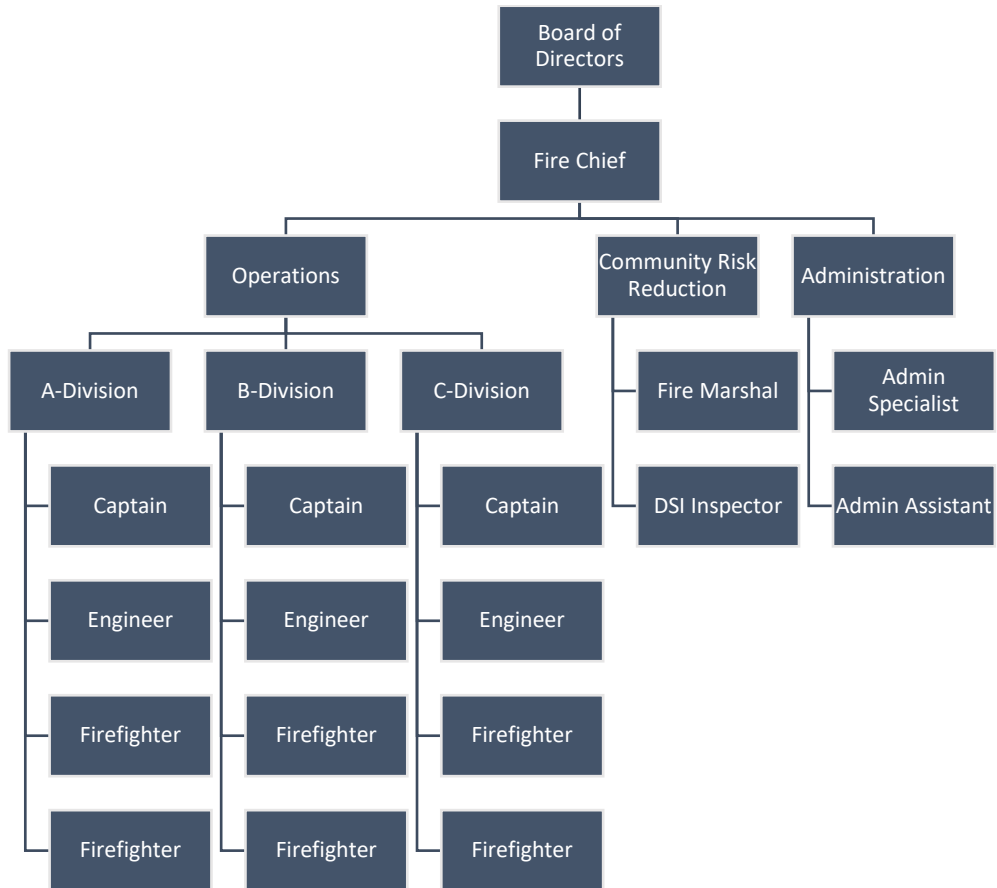 Board of
Directors
Fire Chief
Operations
Community Risk
Reduction
Administration
A-Division
B-Division
C-Division
Fire Marshal
Admin
Specialist
Captain
Captain
Captain
DSI Inspector
Admin Assistant
Engineer
Engineer
Engineer
Firefighter
Firefighter
Firefighter
Firefighter
Firefighter
Firefighter